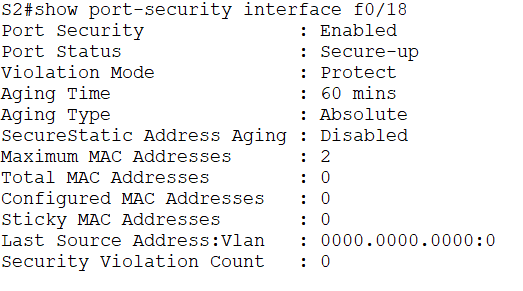 S2#show port-security interface f0/18
Port Security              : Enabled
Port Status                : Secure-up
Violation Mode             : Protect
Aging Time                 : 60 mins
Aging Type                 : Absolute
SecureStatic Address Aging : Disabled
Maximum MAC Addresses      : 2
Total MAC Addresses        : 0
Configured MAC Addresses   : 0
Sticky MAC Addresses       : 0
Last Source Address:Vlan   : 0000.0000.0000:0
Security Violation Count   : 0